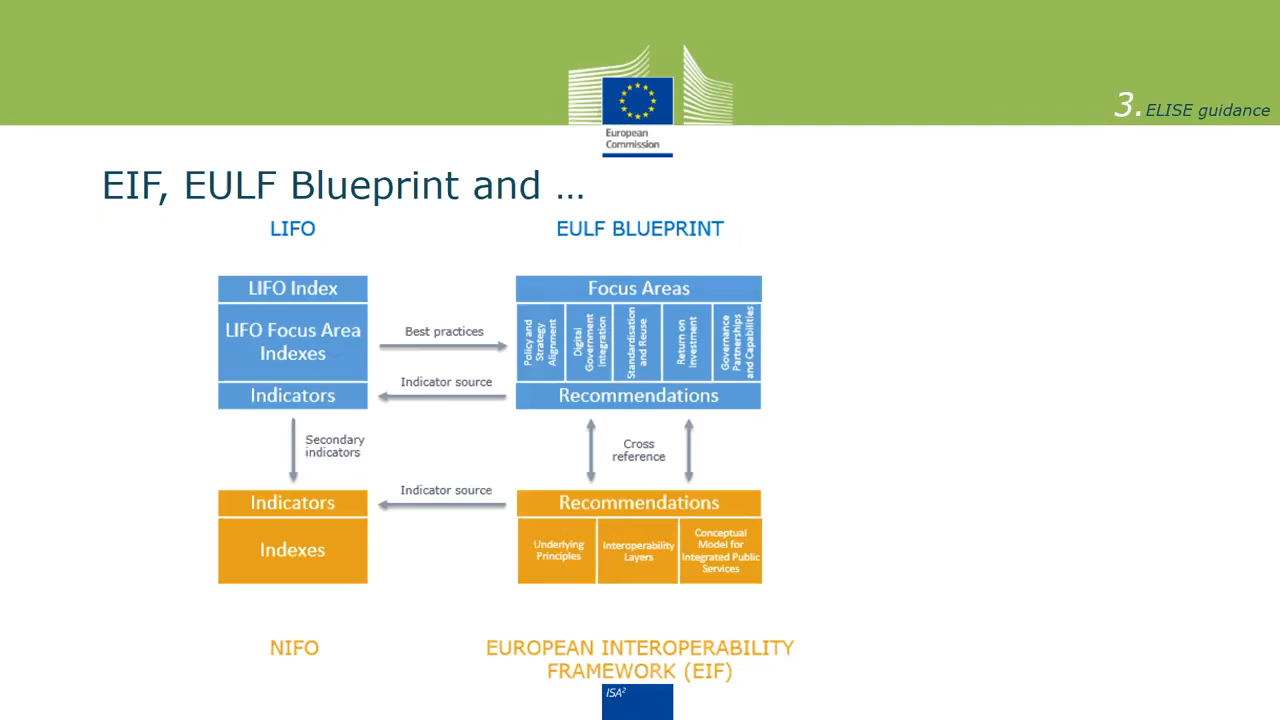 European
Commission
3. ELISE guidance
EIF, EULF Blueprint and …
LIFO
EULF BLUEPRINT
LIFO Index
LIFO Focus Area
Indexes
Indicators
Best practices
Indicator source
Focus Areas
Policy and
Strategy
Alignment
Digital
Government
Integration
Standardisation
and Reuse
Return on
Investment
Governance
Partnerships
and Capabilities
Recommendations
Secondary
indicators
Cross
reference
Indicators
Indexes
Indicator source
Recommendations
Underlying
Principles
Interoperability
Layers
Conceptual
Model for
Integrated Public
Services
NIFO
EUROPEAN INTEROPERABILITY
FRAMEWORK (EIF)
ISA²